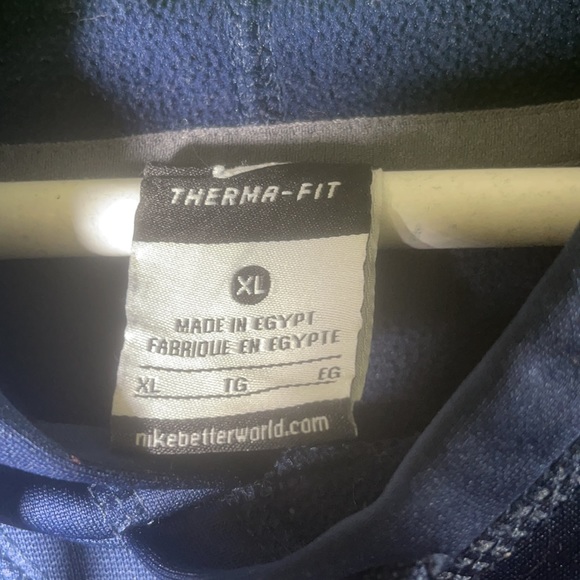 THERMA-FIT
XL
MADE IN EGYPT
FABRIQUE EN EGYPTE
XL TG EG
nikebetterworld.com